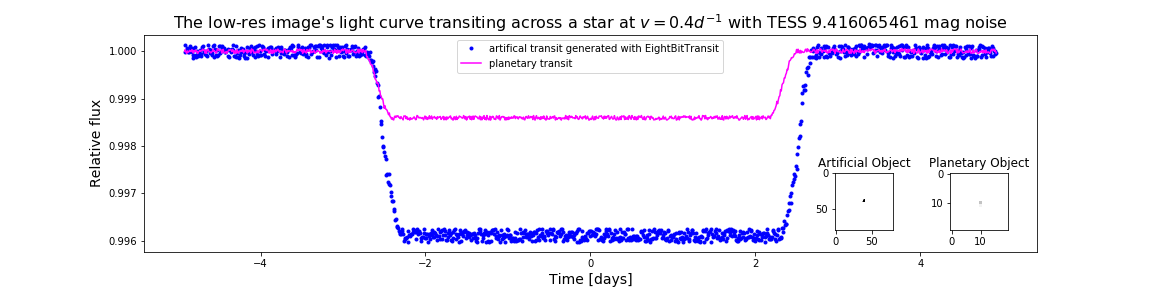 The low-res image's light curve transiting across a star at v = 0.4d⁻¹ with TESS 9.416065461 mag noise
artifical transit generated with EightBitTransit
planetary transit
Relative flux
1.000
0.999
0.998
0.997
0.996
−4
−2
0
2
4
Time [days]
Artificial Object
0
50
0
50
Planetary Object
0
10
0
10